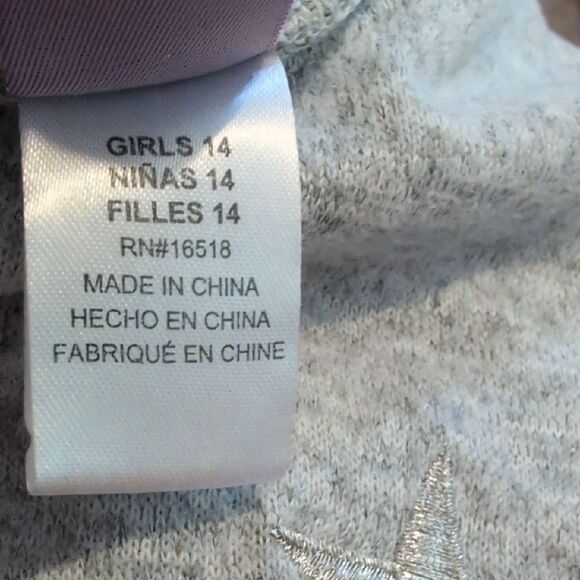 GIRLS 14
NIÑAS 14
FILLES 14
RN#16518
MADE IN CHINA
HECHO EN CHINA
FABRIQUÉ EN CHINE